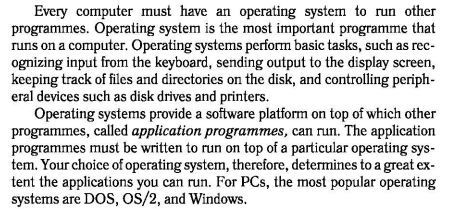 Every computer must have an operating system to run other
programmes. Operating system is the most important programme that
runs on a computer. Operating systems perform basic tasks, such as rec-
ognizing input from the keyboard, sending output to the display screen,
keeping track of files and directories on the disk, and controlling periph-
eral devices such as disk drives and printers.
Operating systems provide a software platform on top of which other
programmes, called application programmes, can run. The application
programmes must be written to run on top of a particular operating sys-
tem. Your choice of operating system, therefore, determines to a great ex-
tent the applications you can run. For PCs, the most popular operating
systems are DOS, OS/2, and Windows.